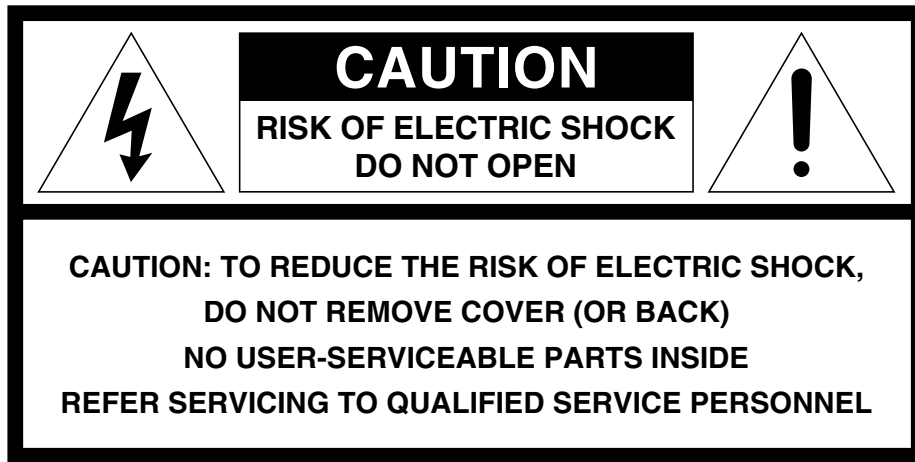 CAUTION
RISK OF ELECTRIC SHOCK
DO NOT OPEN
CAUTION: TO REDUCE THE RISK OF ELECTRIC SHOCK,
DO NOT REMOVE COVER (OR BACK)
NO USER-SERVICEABLE PARTS INSIDE
REFER SERVICING TO QUALIFIED SERVICE PERSONNEL